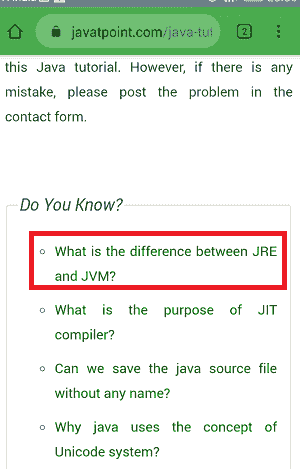 javatpoint.com/java-tut
2
this Java tutorial. However, if there is any
mistake, please post the problem in the
contact form.
Do You Know?
What is the difference between JRE
and JVM?
What is the purpose of JIT
compiler?
Can we save the java source file
without any name?
Why java uses the concept of
Unicode system?